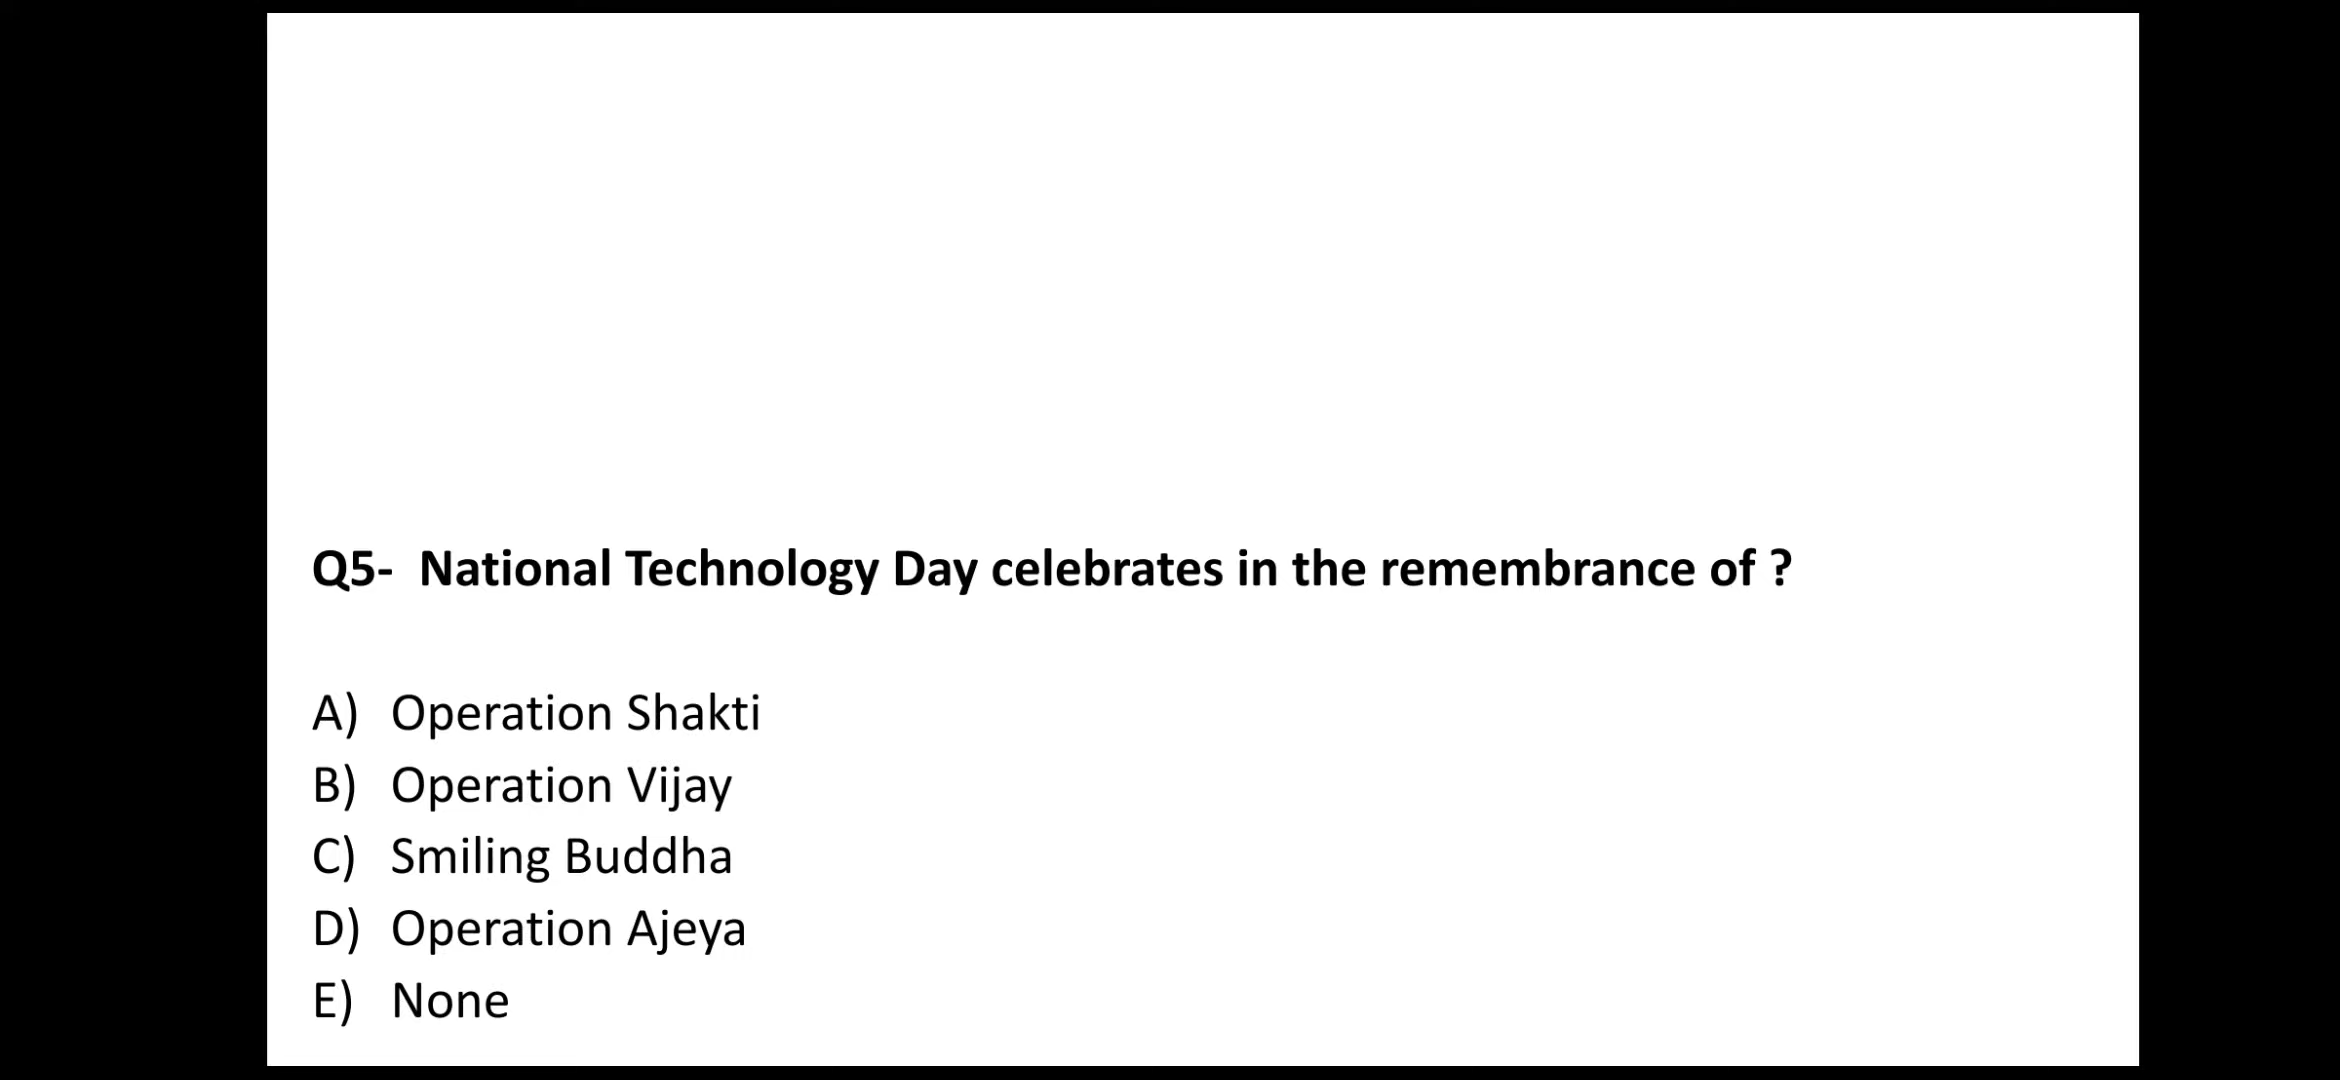 Q5-  National Technology Day celebrates in the remembrance of ?
A) Operation Shakti
B) Operation Vijay
C) Smiling Buddha
D) Operation Ajeya
E) None